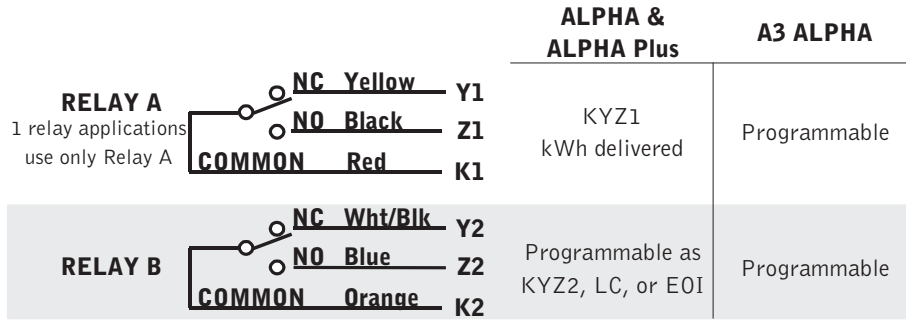 ALPHA &
ALPHA Plus
A3 ALPHA
RELAY A
1 relay applications
use only Relay A
NC Yellow Y1
NO Black Z1
COMMON Red K1
KYZ1
kWh delivered
Programmable
RELAY B
NC Wht/Blk Y2
NO Blue Z2
COMMON Orange K2
Programmable as
KYZ2, LC, or EOI
Programmable